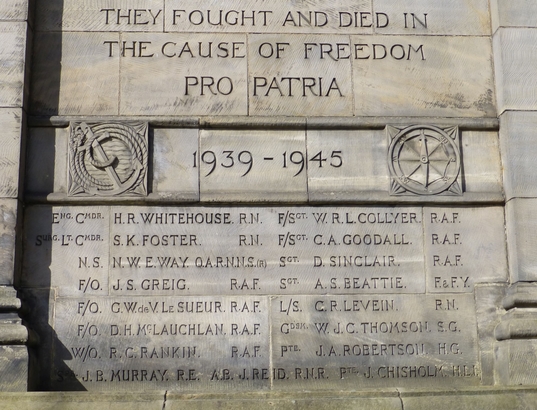 THEY FOUGHT AND DIED IN
THE CAUSE OF FREEDOM
PRO PATRIA
1939 - 1945
ENG. CMDR. H.R. WHITEHOUSE. R.N. F/SGT. W.R.L. COLLYER. R.A.F.
SURG. LT. CMDR. S.K. FOSTER. R.N. F/SGT. C.A. GOODALL. R.A.F.
N.S. N.W.E. WAY. Q.A.R.N.N.S.(R) SGT. D. SINCLAIR. R.A.F.
F/O. J.S. GREIG. R.A.F. SGT. A.S. BEATTIE. F.&F.Y.
F/O. G.W. de V. LE SUEUR. R.A.F. L/S. C.R. LEVEIN. R.N.
F/O. D.H. McLAUCHLAN. R.A.F. GDSM. W.J.C. THOMSON. S.G.
W/O. R.C. RANKIN. R.A.F. PTE. J.A. ROBERTSON. H.G.
J.B. MURRAY. R.E. A.B. J. REID. R.N.R. PTE. J. CHISHOLM. H.L.I.